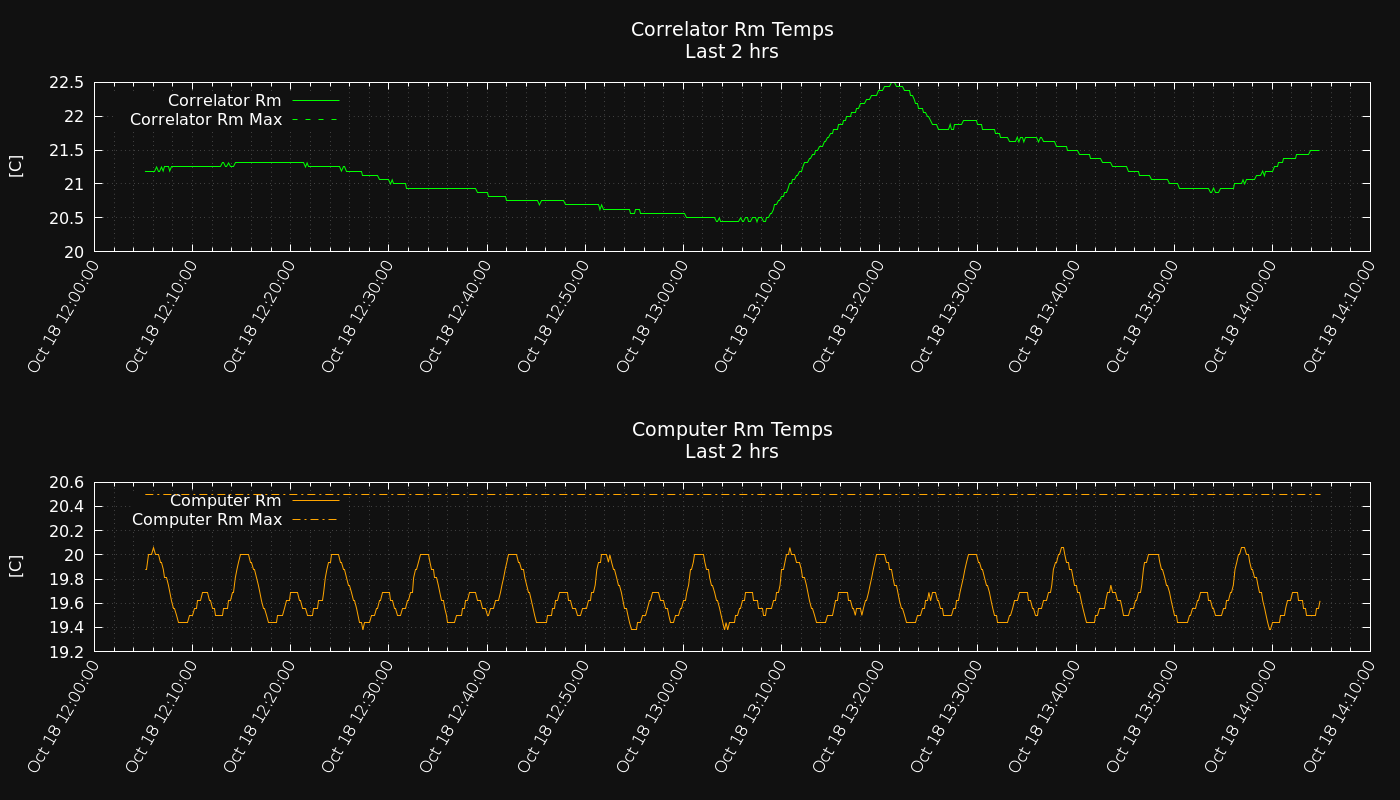 Correlator Rm Temps
Last 2 hrs
22.5
22
21.5
21
20.5
20
[C]
Correlator Rm
Correlator Rm Max
Oct 18 12:00:00
Oct 18 12:10:00
Oct 18 12:20:00
Oct 18 12:30:00
Oct 18 12:40:00
Oct 18 12:50:00
Oct 18 13:00:00
Oct 18 13:10:00
Oct 18 13:20:00
Oct 18 13:30:00
Oct 18 13:40:00
Oct 18 13:50:00
Oct 18 14:00:00
Oct 18 14:10:00
Computer Rm Temps
Last 2 hrs
20.6
20.4
20.2
20
19.8
19.6
19.4
19.2
[C]
Computer Rm
Computer Rm Max
Oct 18 12:00:00
Oct 18 12:10:00
Oct 18 12:20:00
Oct 18 12:30:00
Oct 18 12:40:00
Oct 18 12:50:00
Oct 18 13:00:00
Oct 18 13:10:00
Oct 18 13:20:00
Oct 18 13:30:00
Oct 18 13:40:00
Oct 18 13:50:00
Oct 18 14:00:00
Oct 18 14:10:00